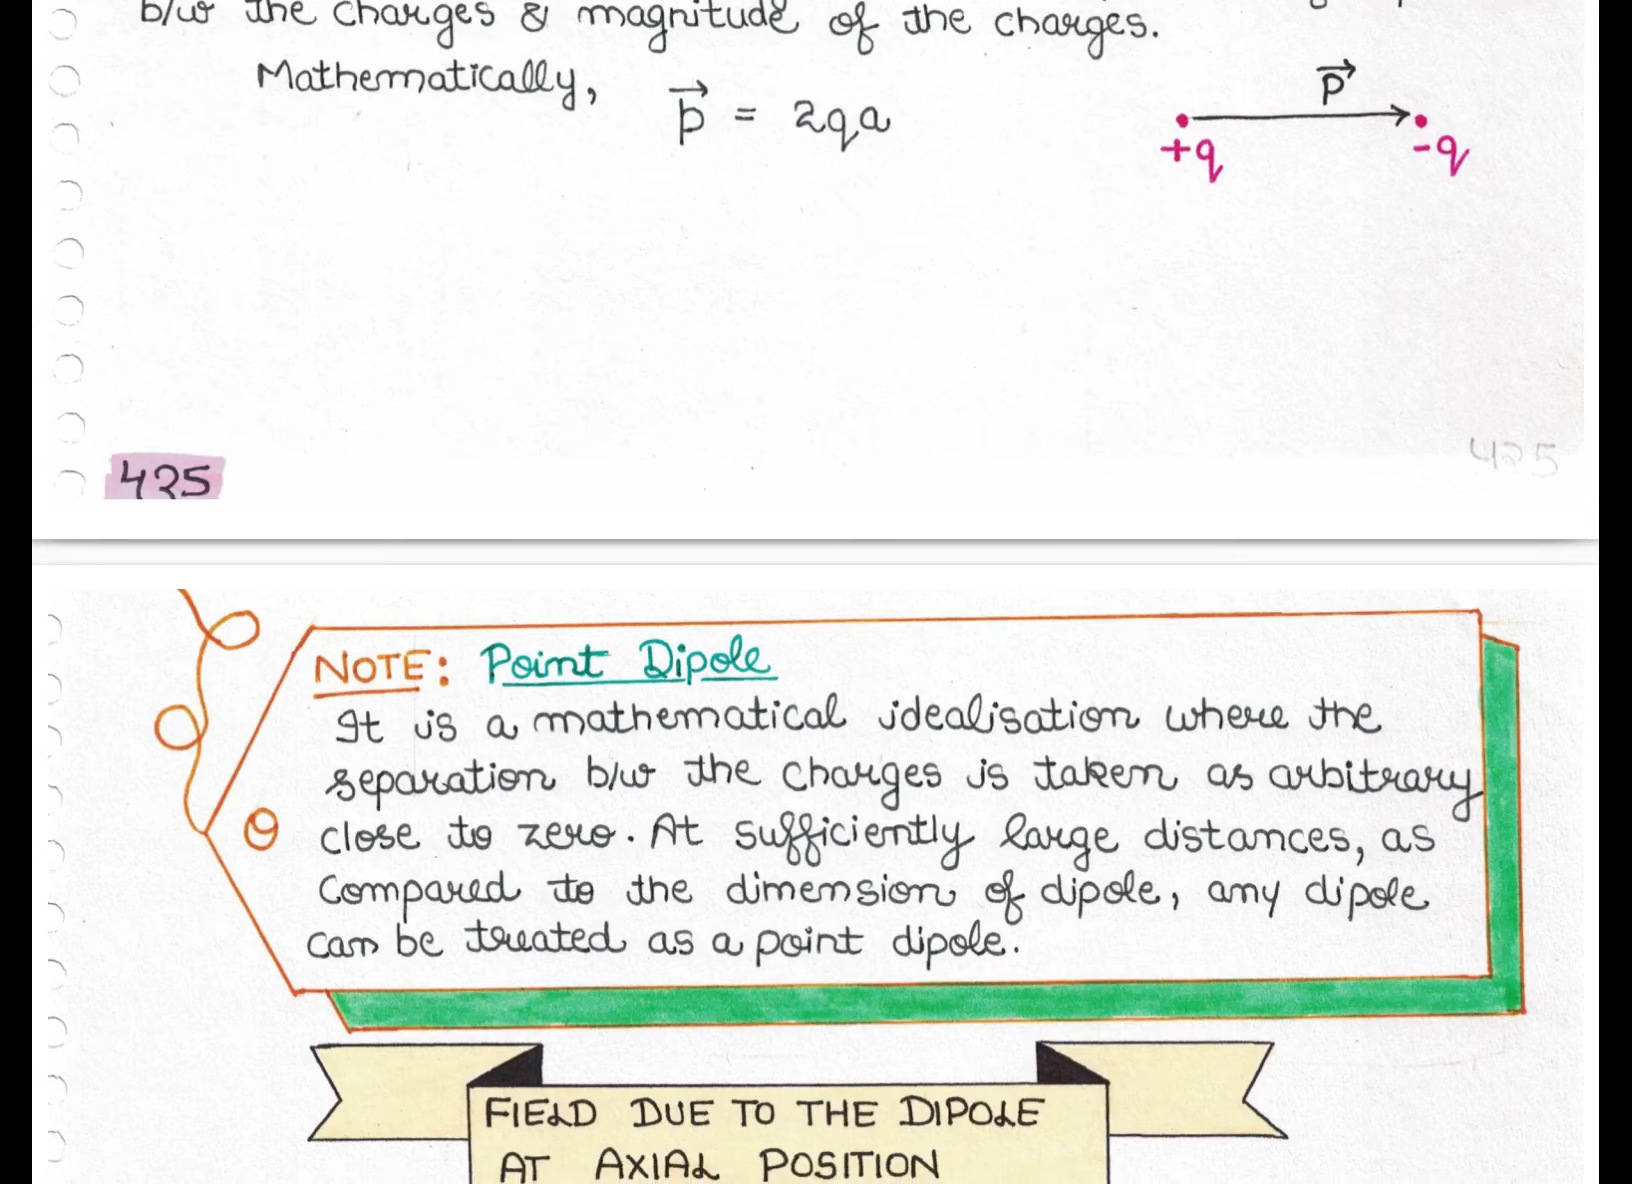 b/w the charges & magnitude of the charges.
Mathematically, p⃗ = 2qa
p⃗
+q -q
425
425
NOTE: Point Dipole
It is a mathematical idealisation where the
separation b/w the charges is taken as arbitrary
close to zero. At sufficiently large distances, as
compared to the dimension of dipole, any dipole
can be treated as a point dipole.
FIELD DUE TO THE DIPOLE
AT AXIAL POSITION